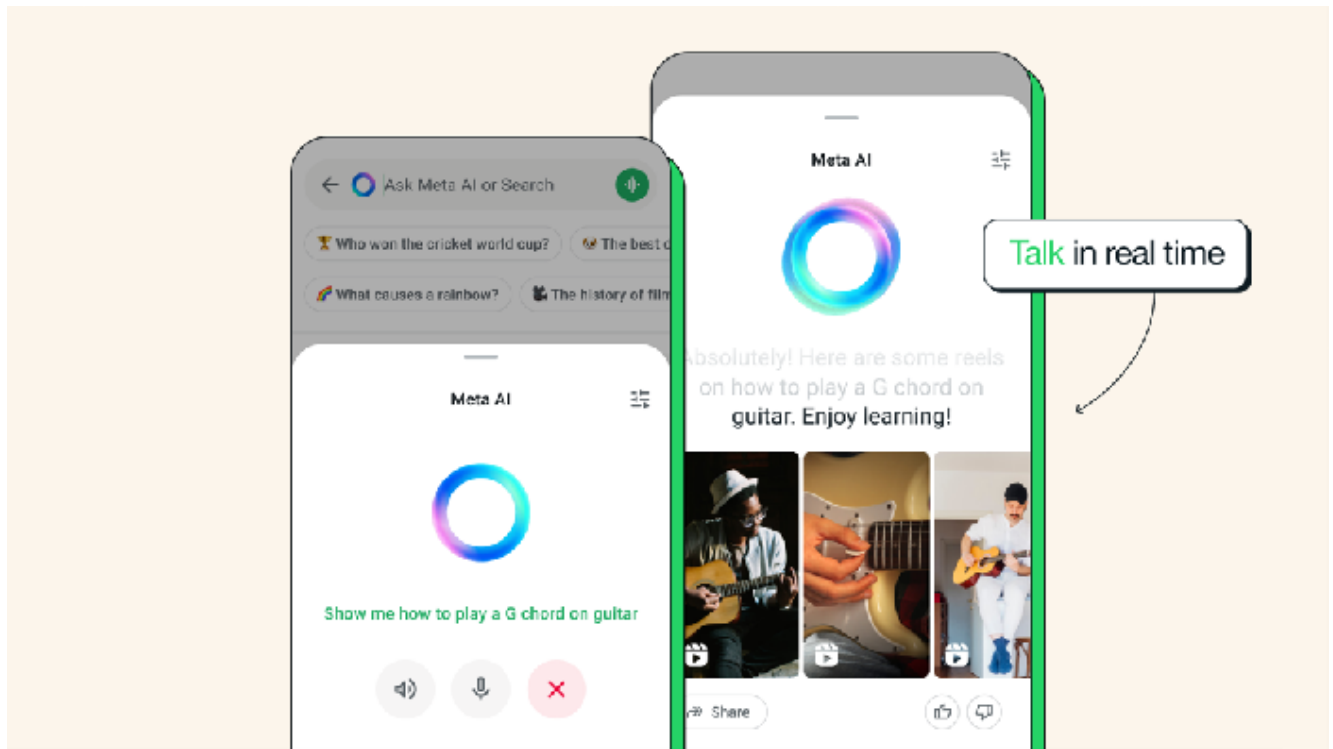 Ask Meta AI or Search
Who won the cricket world cup?
The best
What causes a rainbow?
The history of film
Meta AI
Show me how to play a G chord on guitar
Meta AI
Absolutely! Here are some reels
on how to play a G chord on
guitar. Enjoy learning!
Share
Talk in real time